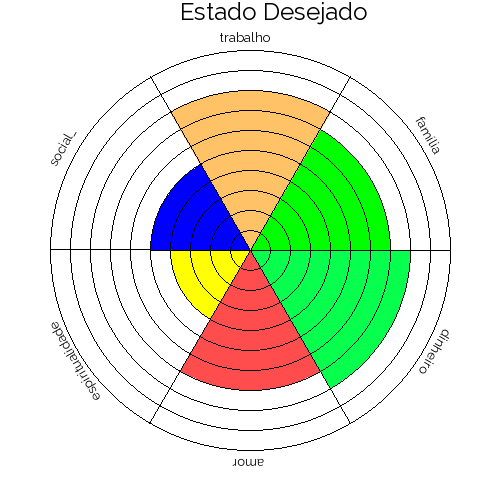 Estado Desejado
trabalho
família
dinheiro
amor
espiritualidade
social_